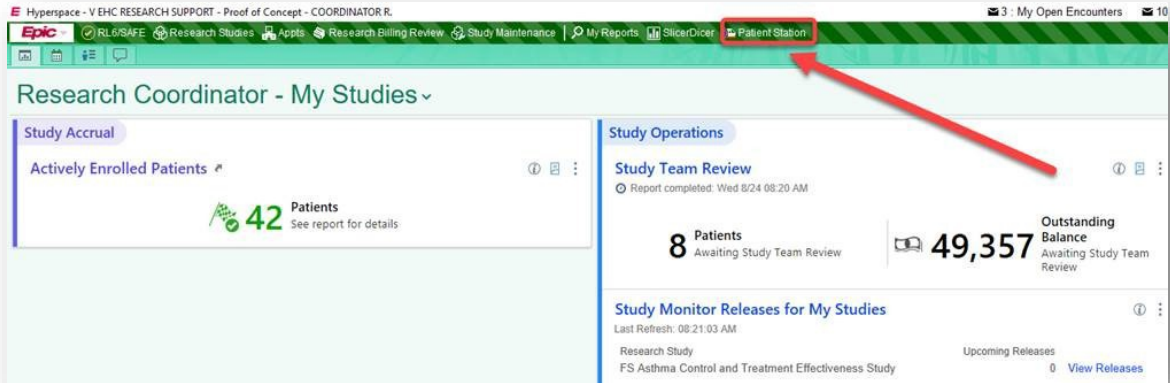 Hyperspace - V EHC RESEARCH SUPPORT - Proof of Concept - COORDINATOR R.
3 : My Open Encounters
10
Epic
RL6/SAFE
Research Studies
Appts
Research Billing Review
Study Maintenance
My Reports
SlicerDicer
Patient Station
Research Coordinator - My Studies
Study Accrual
Actively Enrolled Patients
42 Patients
See report for details
Study Operations
Study Team Review
Report completed: Wed 8/24 08:20 AM
8 Patients
Awaiting Study Team Review
49,357 Outstanding
Balance
Awaiting Study Team
Review
Study Monitor Releases for My Studies
Last Refresh: 08:21:03 AM
Research Study Upcoming Releases
FS Asthma Control and Treatment Effectiveness Study 0 View Releases